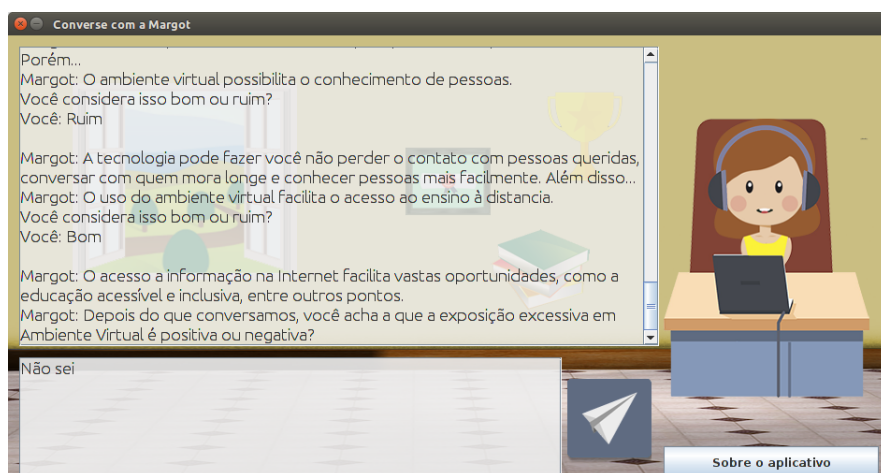 Converse com a Margot
Porém...
Margot: O ambiente virtual possibilita o conhecimento de pessoas.
Você considera isso bom ou ruim?
Você: Ruim
Margot: A tecnologia pode fazer você não perder o contato com pessoas queridas,
conversar com quem mora longe e conhecer pessoas mais facilmente. Além disso...
Margot: O uso do ambiente virtual facilita o acesso ao ensino à distancia.
Você considera isso bom ou ruim?
Você: Bom
Margot: O acesso a informação na Internet facilita vastas oportunidades, como a
educação acessível e inclusiva, entre outros pontos.
Margot: Depois do que conversamos, você acha a que a exposição excessiva em
Ambiente Virtual é positiva ou negativa?
Não sei
Sobre o aplicativo